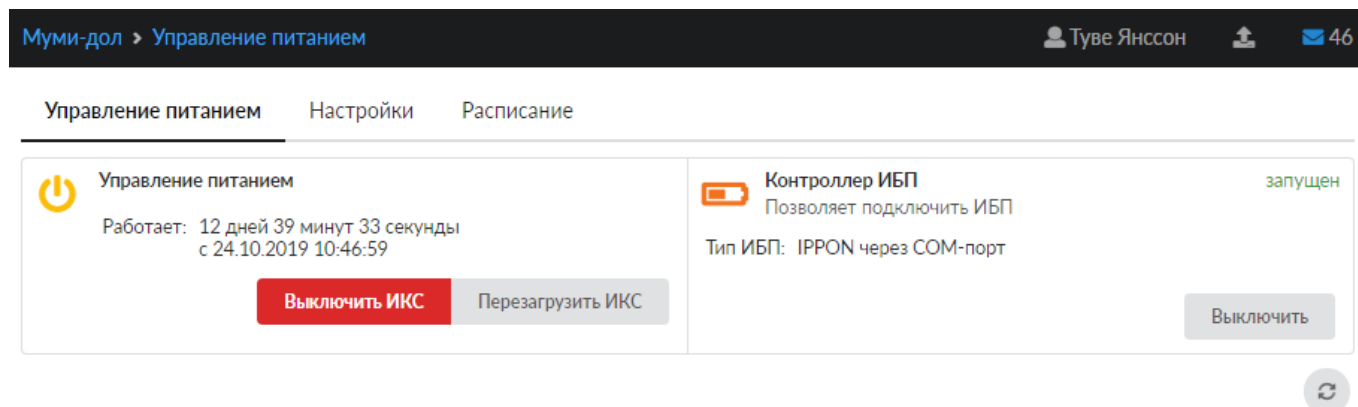 Муми-дол > Управление питанием Туве Янссон 46
Управление питанием Настройки Расписание
Управление питанием
Работает: 12 дней 39 минут 33 секунды
с 24.10.2019 10:46:59
Выключить ИКС Перезагрузить ИКС
Контроллер ИБП запущен
Позволяет подключить ИБП
Тип ИБП: IPPON через COM-порт
Выключить